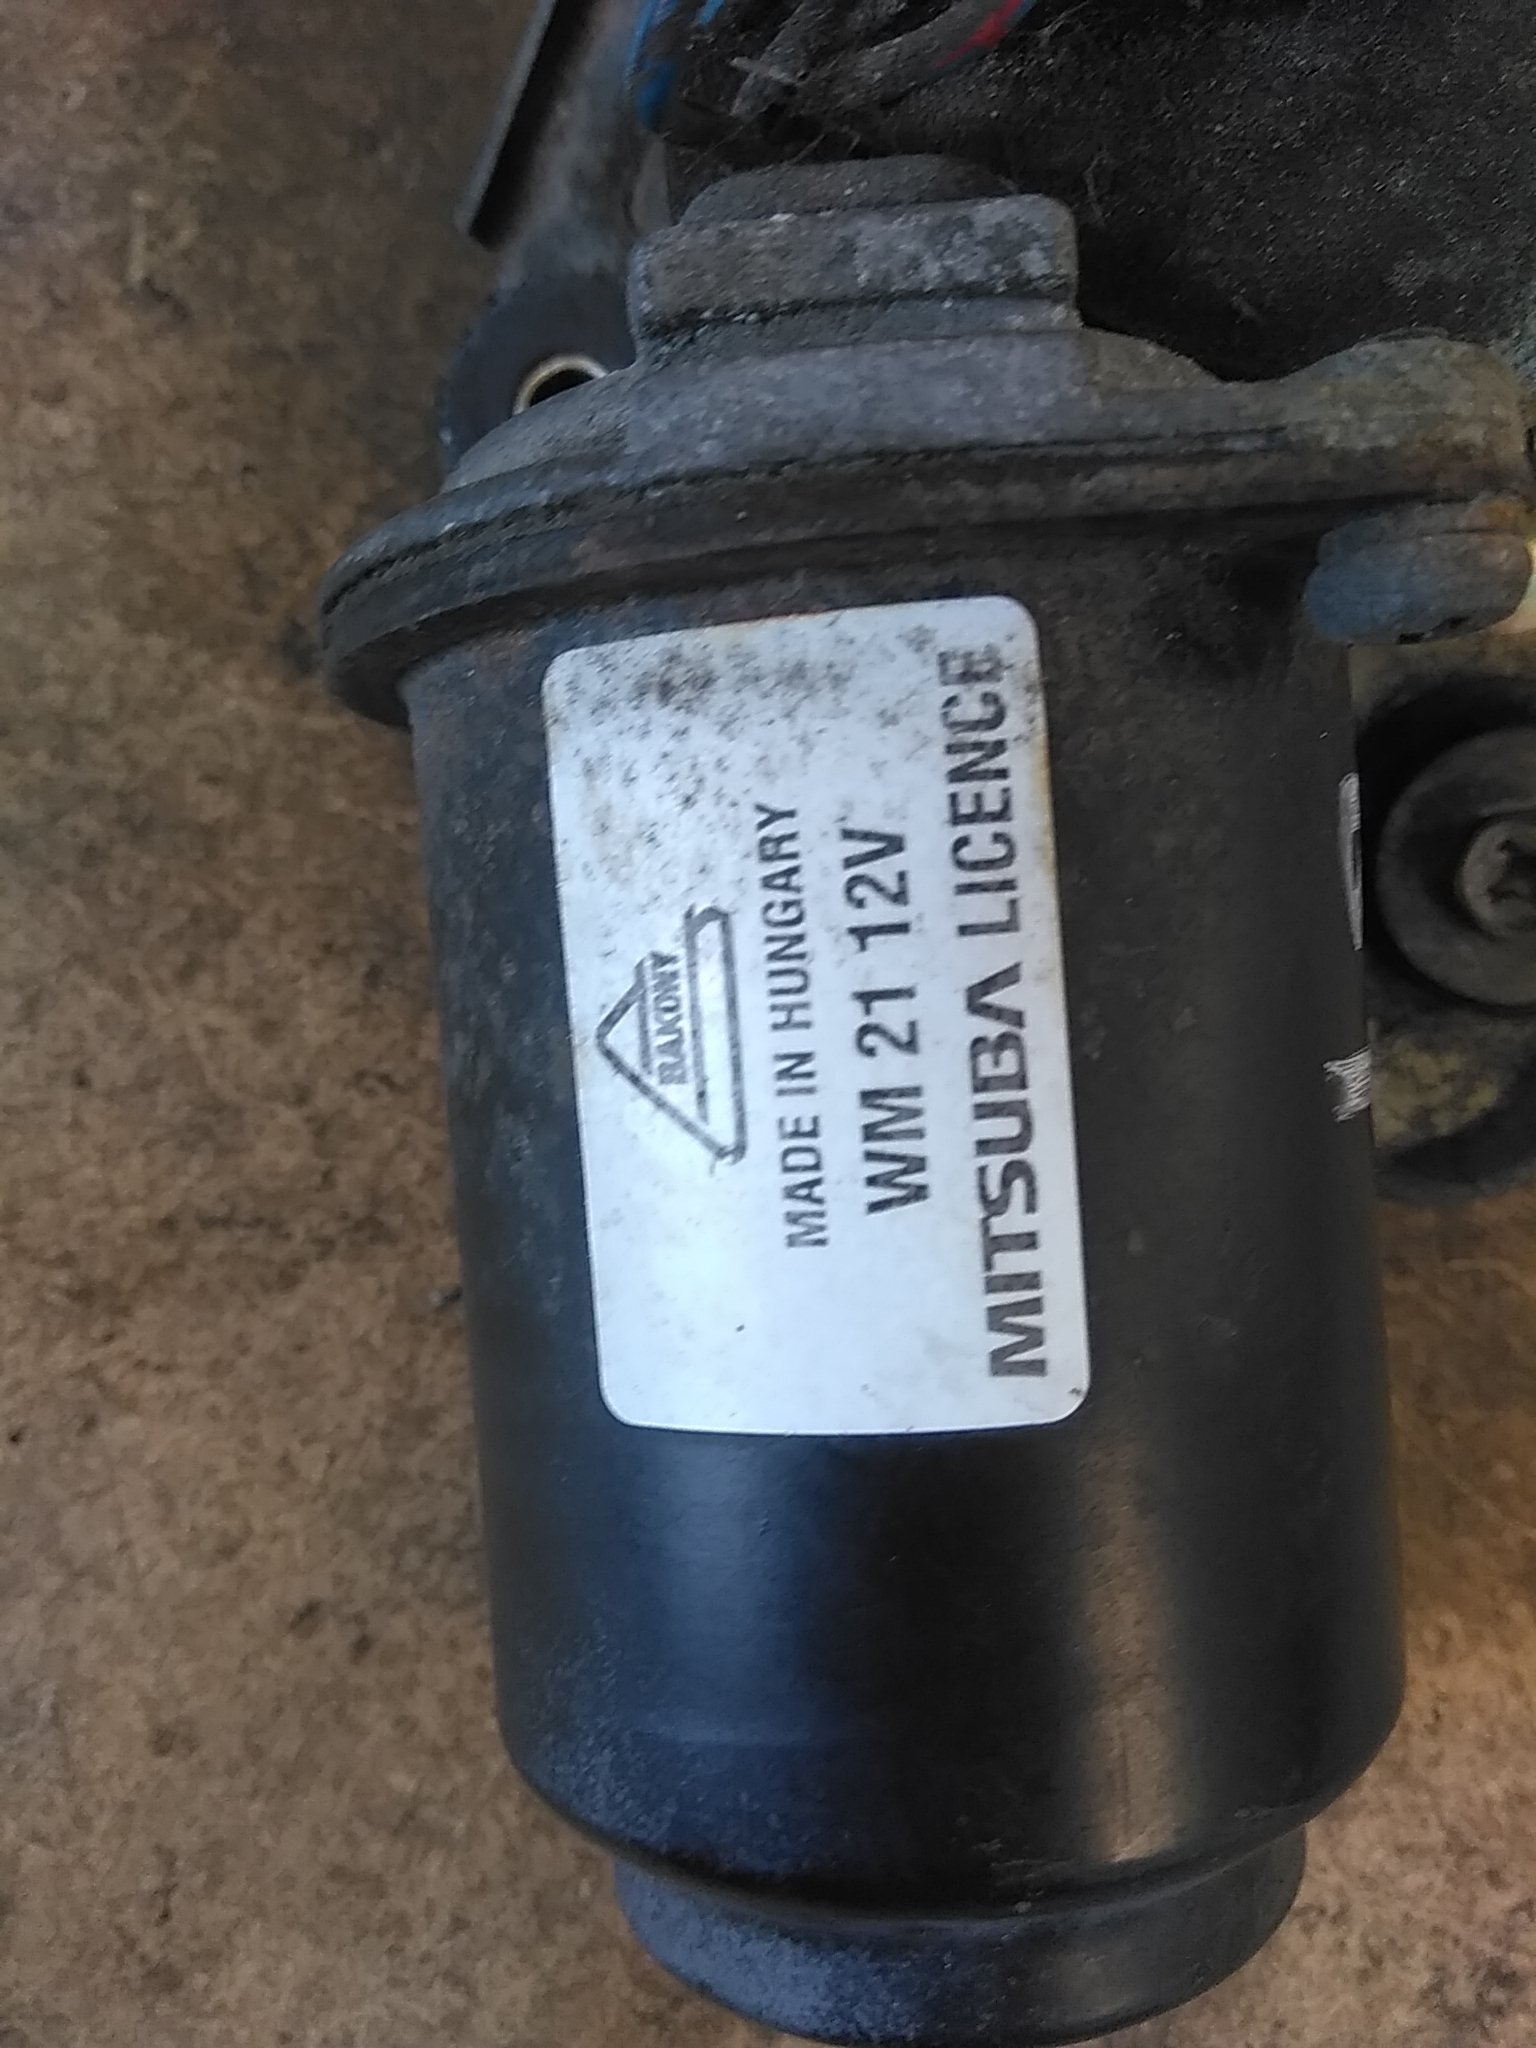 BAKONY
MADE IN HUNGARY
WM 21 12V
MITSUBA LICENCE